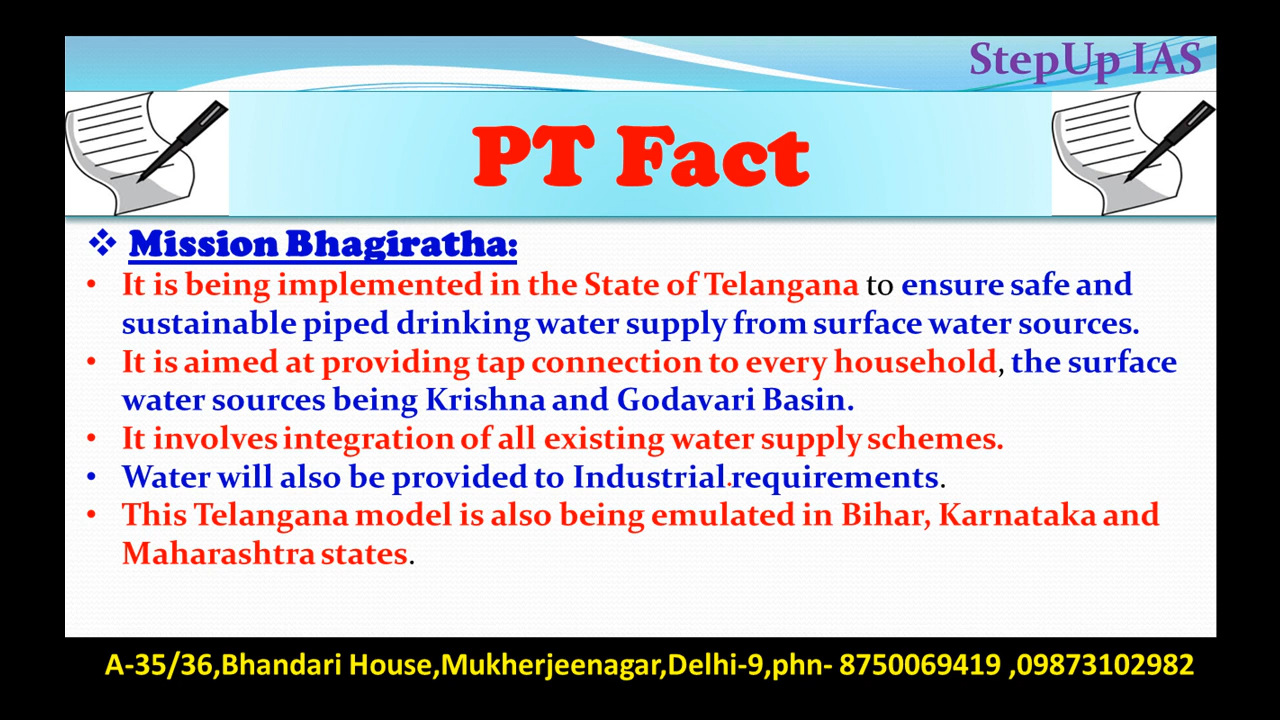 StepUp IAS
PT Fact
❖ Mission Bhagiratha:
• It is being implemented in the State of Telangana to ensure safe and
sustainable piped drinking water supply from surface water sources.
• It is aimed at providing tap connection to every household, the surface
water sources being Krishna and Godavari Basin.
• It involves integration of all existing water supply schemes.
• Water will also be provided to Industrial requirements.
• This Telangana model is also being emulated in Bihar, Karnataka and
Maharashtra states.
A-35/36,Bhandari House,Mukherjeenagar,Delhi-9,phn- 8750069419 ,09873102982